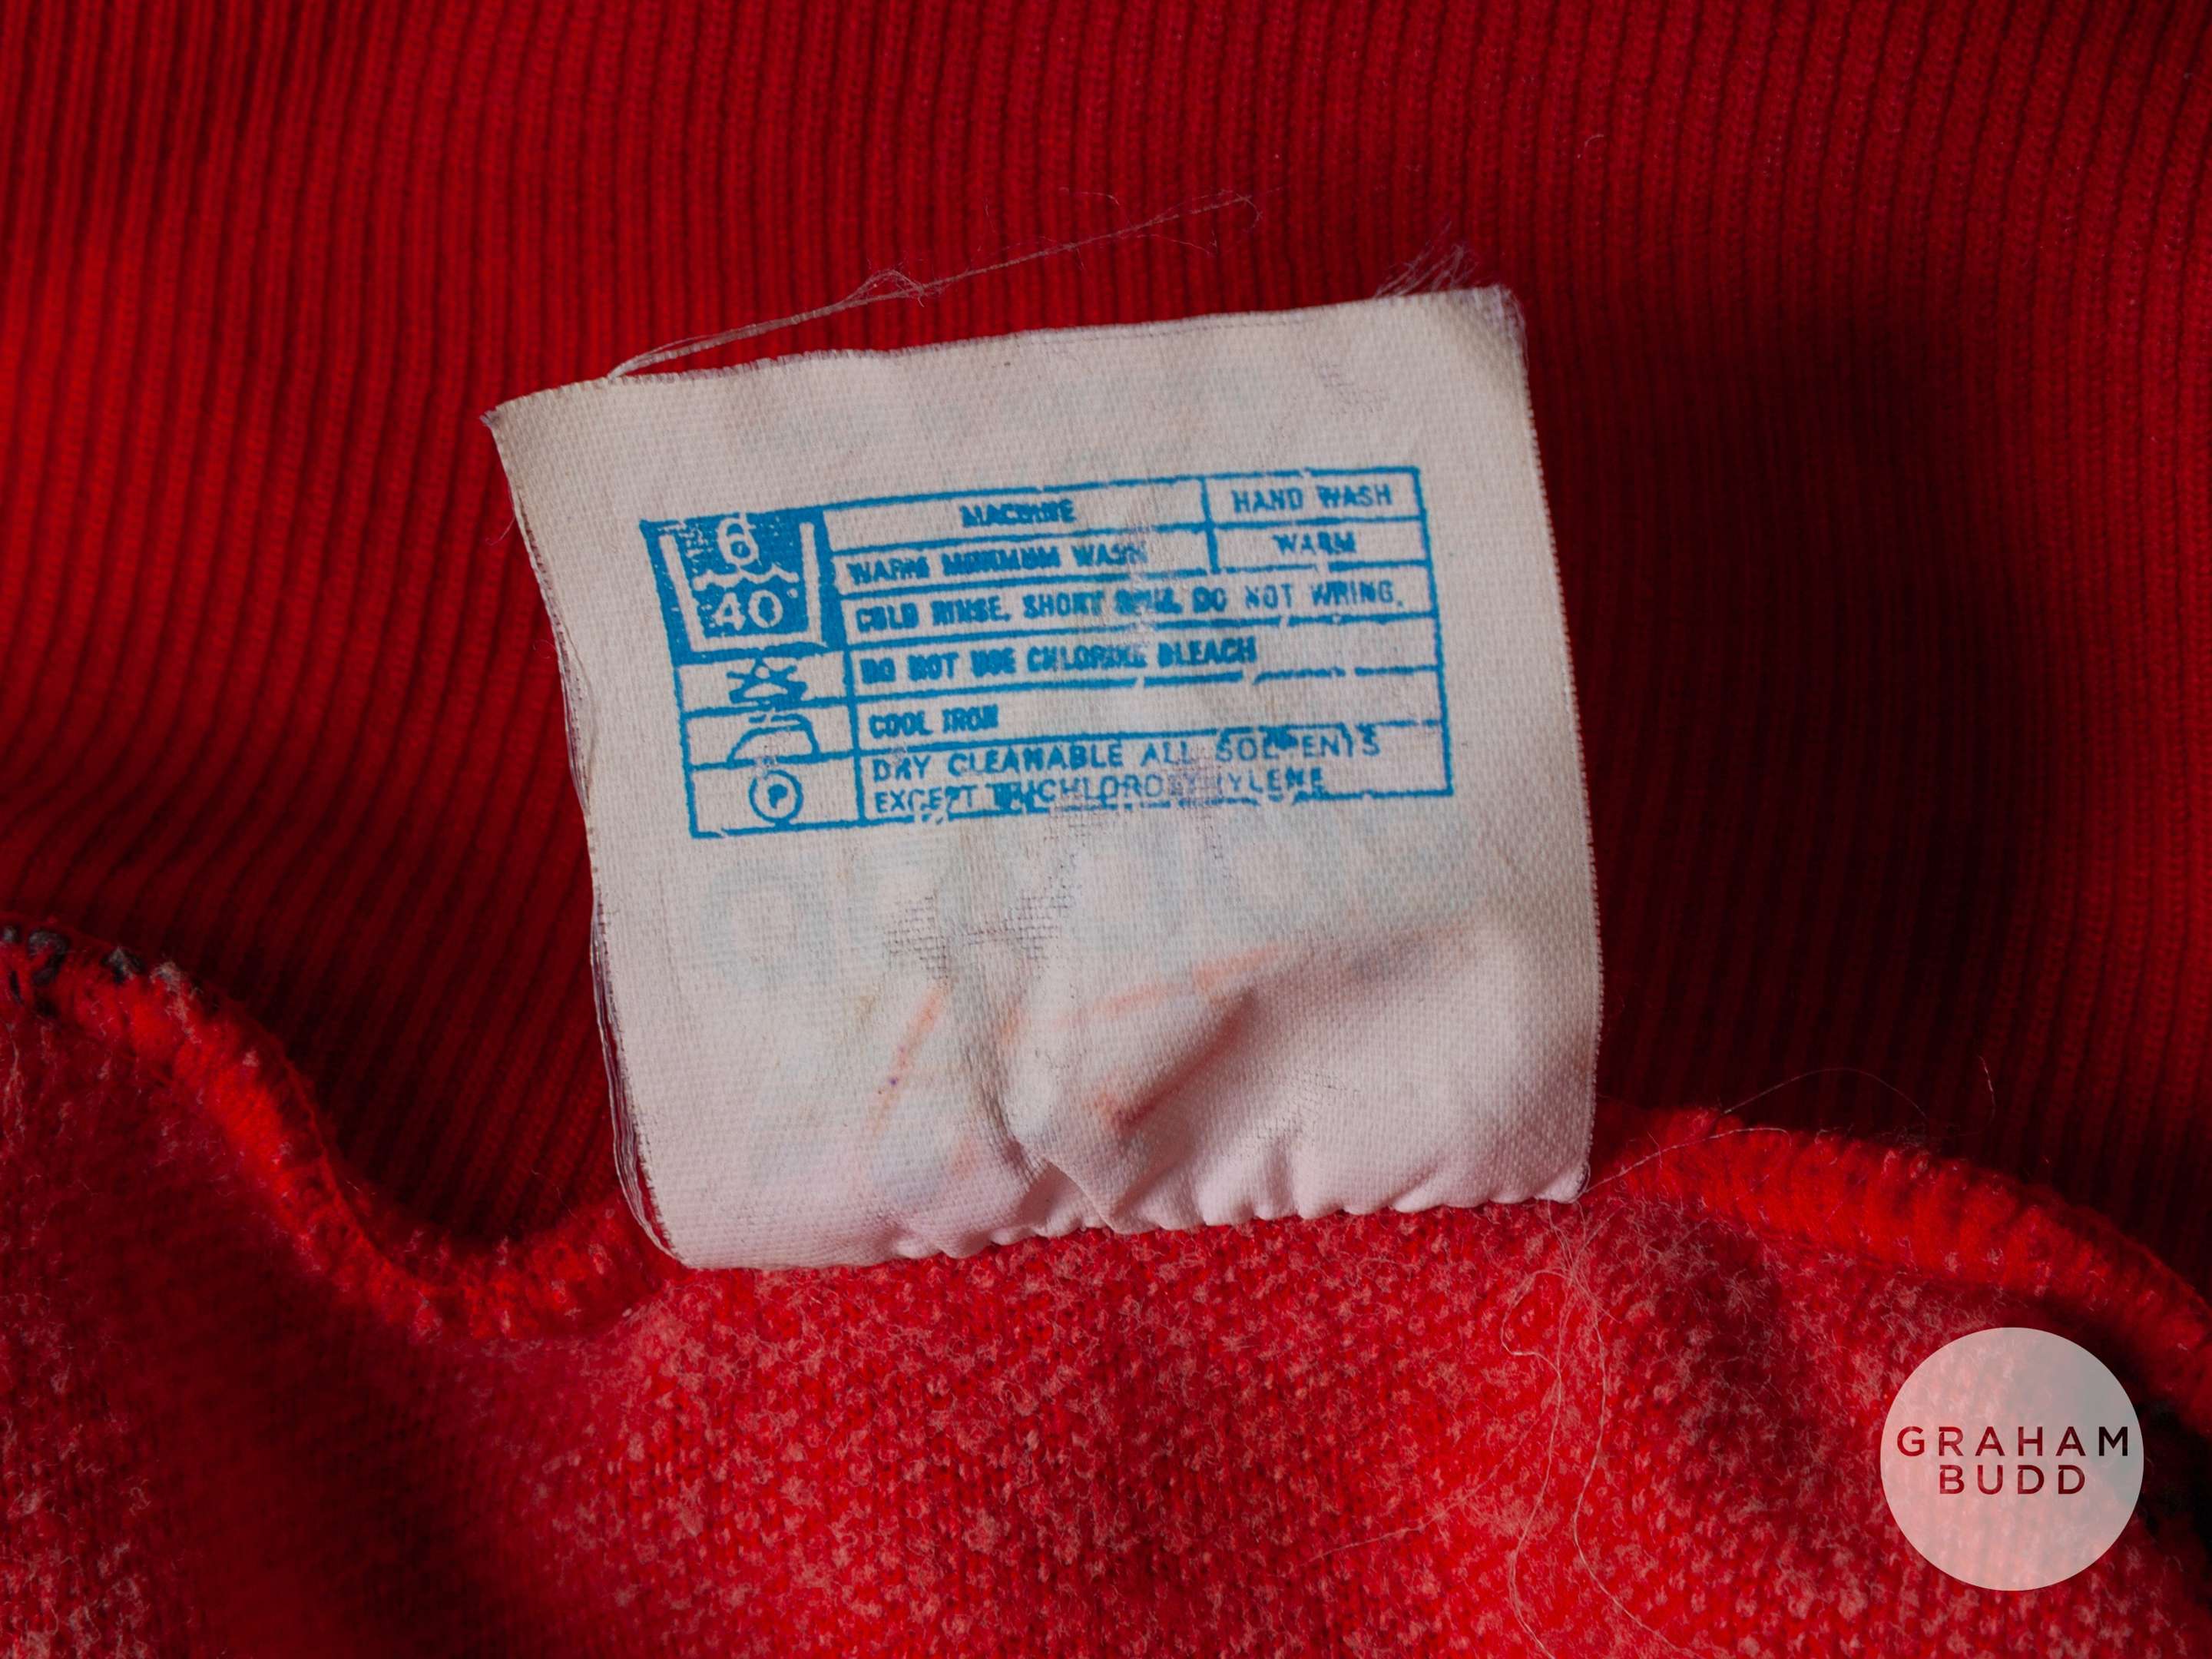 6
40
MACHINE
HAND WASH
WARM MINIMUM WASH
WARM
COLD RINSE. SHORT SPIN. DO NOT WRING.
DO NOT USE CHLORINE BLEACH
COOL IRON
P
DRY CLEANABLE ALL SOLVENTS
EXCEPT TRICHLOROETHYLENE
GRAHAM
BUDD